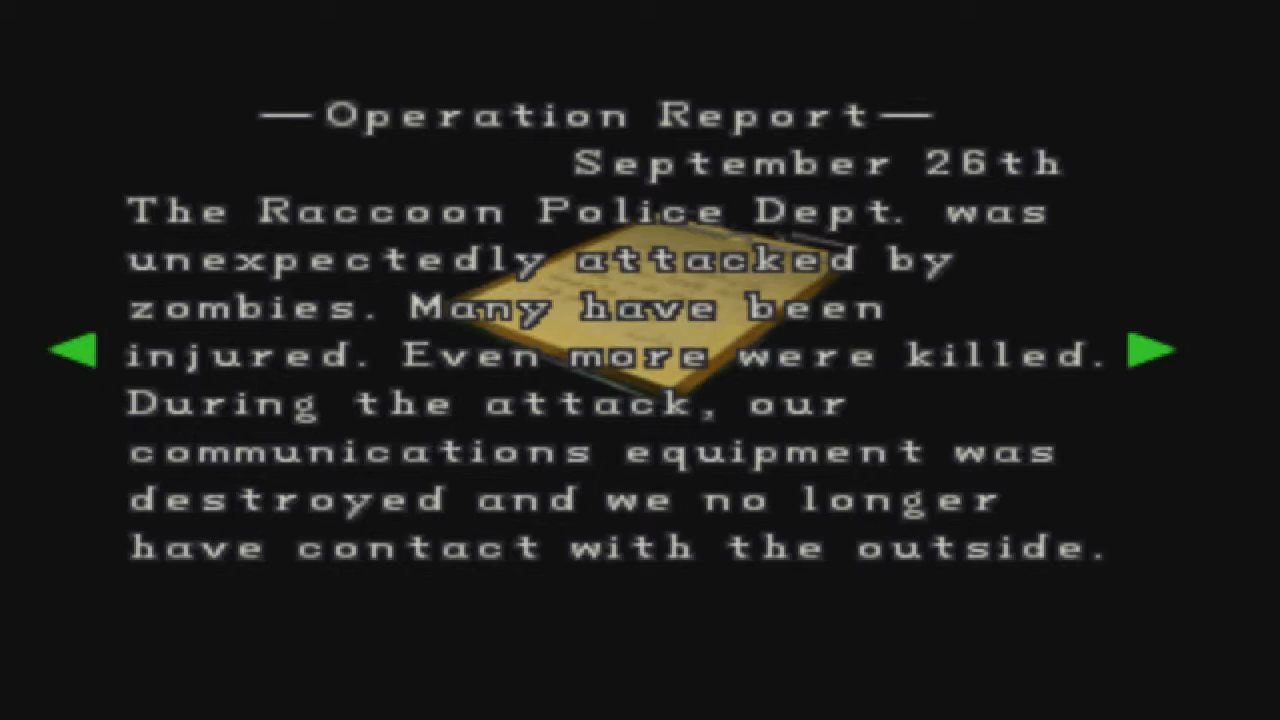 —Operation Report—
September 26th
The Raccoon Police Dept. was
unexpectedly attacked by
zombies. Many have been
injured. Even more were killed.
During the attack, our
communications equipment was
destroyed and we no longer
have contact with the outside.